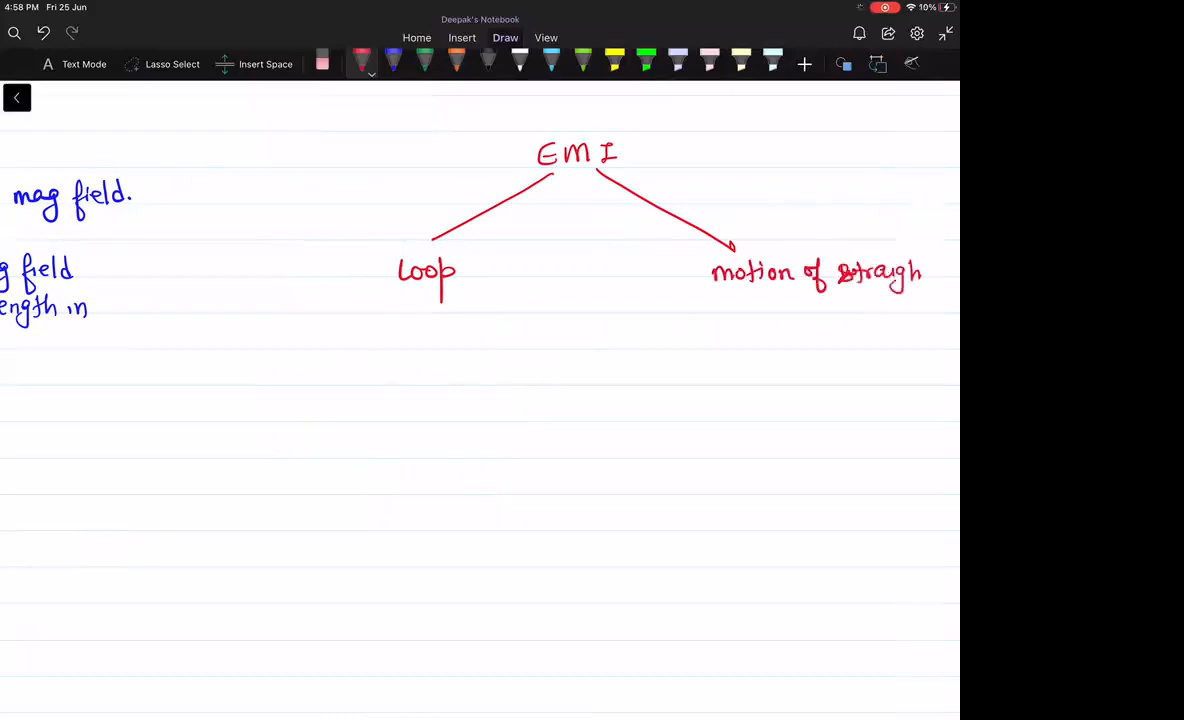 4:58 PM Fri 25 Jun
10%
Deepak's Notebook
Home Insert Draw View
Text Mode Lasso Select Insert Space
EMI
mag field.
Loop motion of straigh
g field
ength in